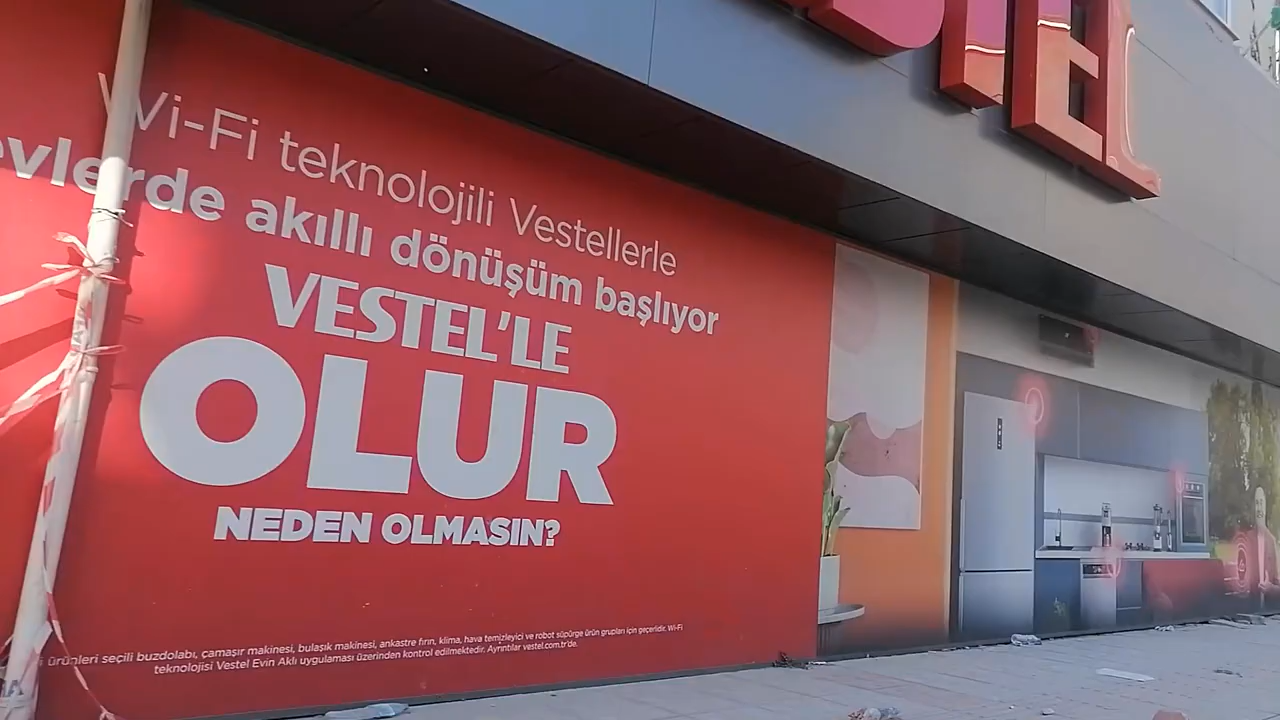 Wi-Fi teknolojili Vestellerle
evlerde akıllı dönüşüm başlıyor
VESTEL'LE
OLUR
NEDEN OLMASIN?
ürünleri seçili buzdolabı, çamaşır makinesi, bulaşık makinesi, ankastre fırın, klima, hava temizleyici ve robot süpürge ürün grupları için geçerlidir. Wi-Fi
teknolojisi Vestel Evin Aklı uygulaması üzerinden kontrol edilmektedir. Ayrıntılar vestel.com.tr'de.